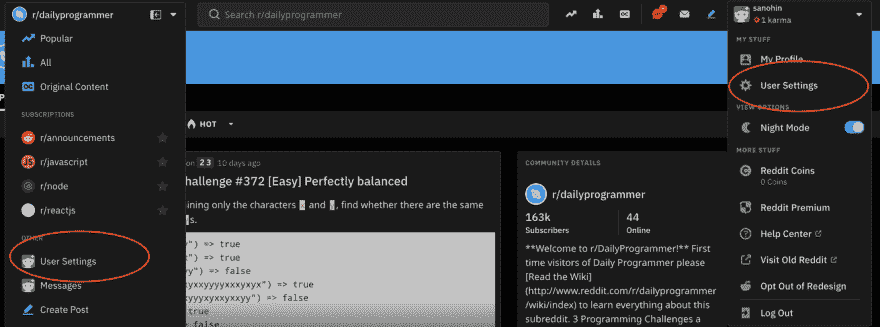 r/dailyprogrammer
Popular
All
Original Content
SUBSCRIPTIONS
r/announcements
r/javascript
r/node
r/reactjs
OTHER
User Settings
Messages
Create Post
Search r/dailyprogrammer
HOT
on 23 10 days ago
hallenge #372 [Easy] Perfectly balanced
ining only the characters x and y, find whether there are the same
s.
y") => true
") => true
yy") => false
yxyyyyxxxyxyx") => true
yyyxyxxyxxyy") => false
true
=> false
COMMUNITY DETAILS
r/dailyprogrammer
163k 44
Subscribers Online
**Welcome to r/DailyProgrammer!** First
time visitors of Daily Programmer please
[Read the Wiki]
(http://www.reddit.com/r/dailyprogrammer
/wiki/index) to learn everything about this
subreddit. 3 Programming Challenges a
sanohin
1 karma
MY STUFF
My Profile
User Settings
VIEW OPTIONS
Night Mode
MORE STUFF
Reddit Coins
0 Coins
Reddit Premium
Help Center
Visit Old Reddit
Opt Out of Redesign
Log Out